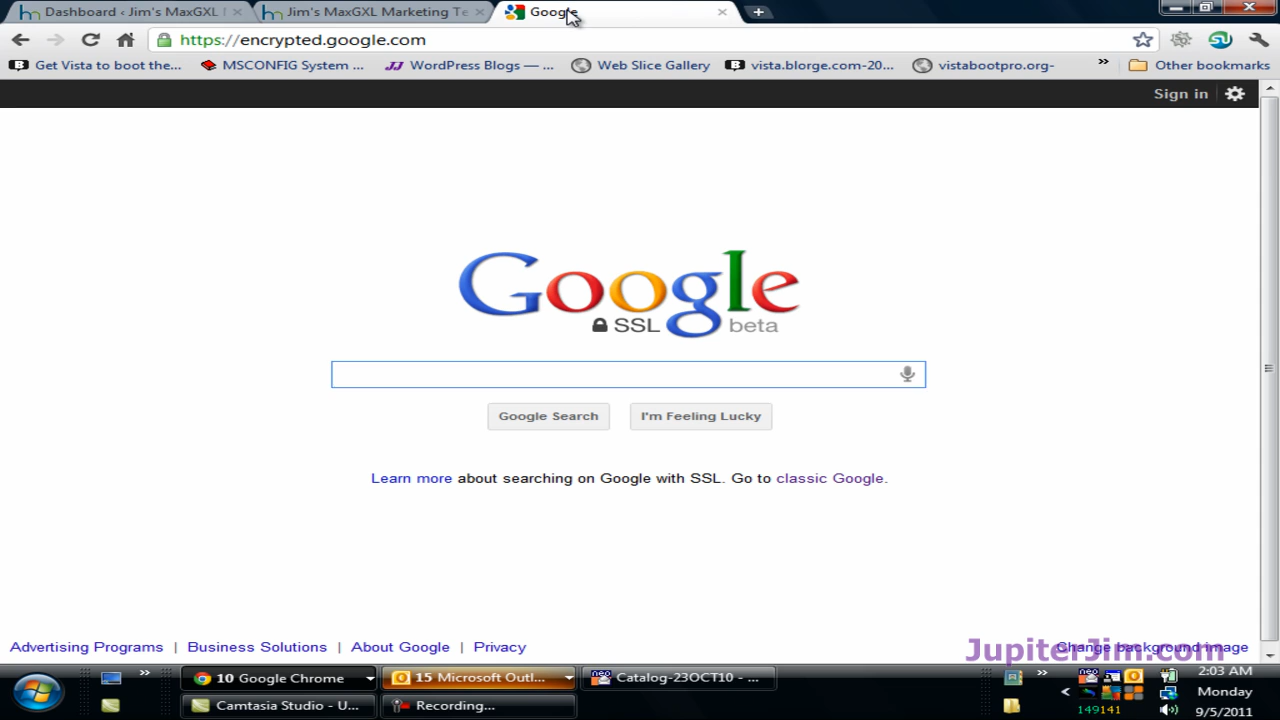 Dashboard ‹ Jim's MaxGXL
Jim's MaxGXL Marketing Te
Google
https://encrypted.google.com
Get Vista to boot the...
MSCONFIG System ...
WordPress Blogs — ...
Web Slice Gallery
vista.blorge.com-20...
vistabootpro.org-
Other bookmarks
Sign in
Google
SSL beta
Google Search
I'm Feeling Lucky
Learn more about searching on Google with SSL. Go to classic Google.
Advertising Programs | Business Solutions | About Google | Privacy
Change background image
JupiterJim.com
10 Google Chrome
15 Microsoft Outl...
Catalog-23OCT10 - ...
2:03 AM
Camtasia Studio - U...
Recording...
Monday
149141
9/5/2011